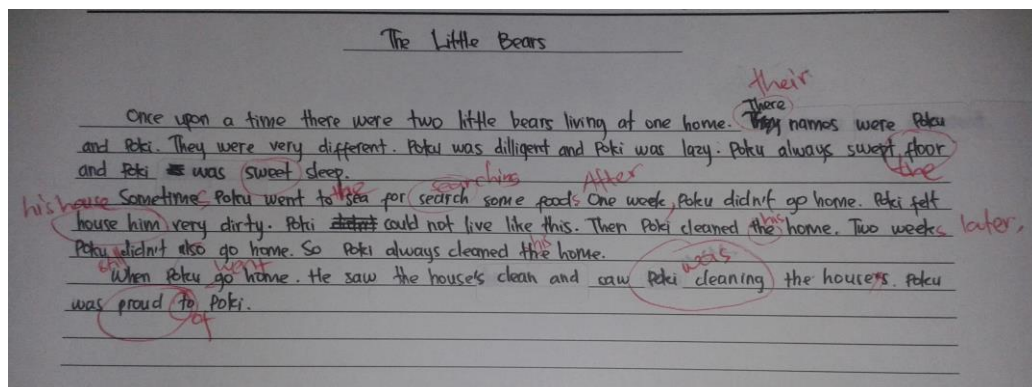 The Little Bears
their
There
Once upon a time there were two little bears living at one home. They names were Poku
and Poki. They were very different. Poku was dilligent and Poki was lazy. Poku always swept floor
the
and Poki was sweet sleep.
the searching After
his house Sometimes Poku went to sea for search some foods One week, Poku didn't go home. Poki felt
house him very dirty. Poki could not live like this. Then Poki cleaned the home. Two weeks later,
his
Poku didn't also go home. So Poki always cleaned the home.
his
still went was
When Poku go home. He saw the house's clean and saw Poki cleaning the house's. Poku
was proud to Poki.
of